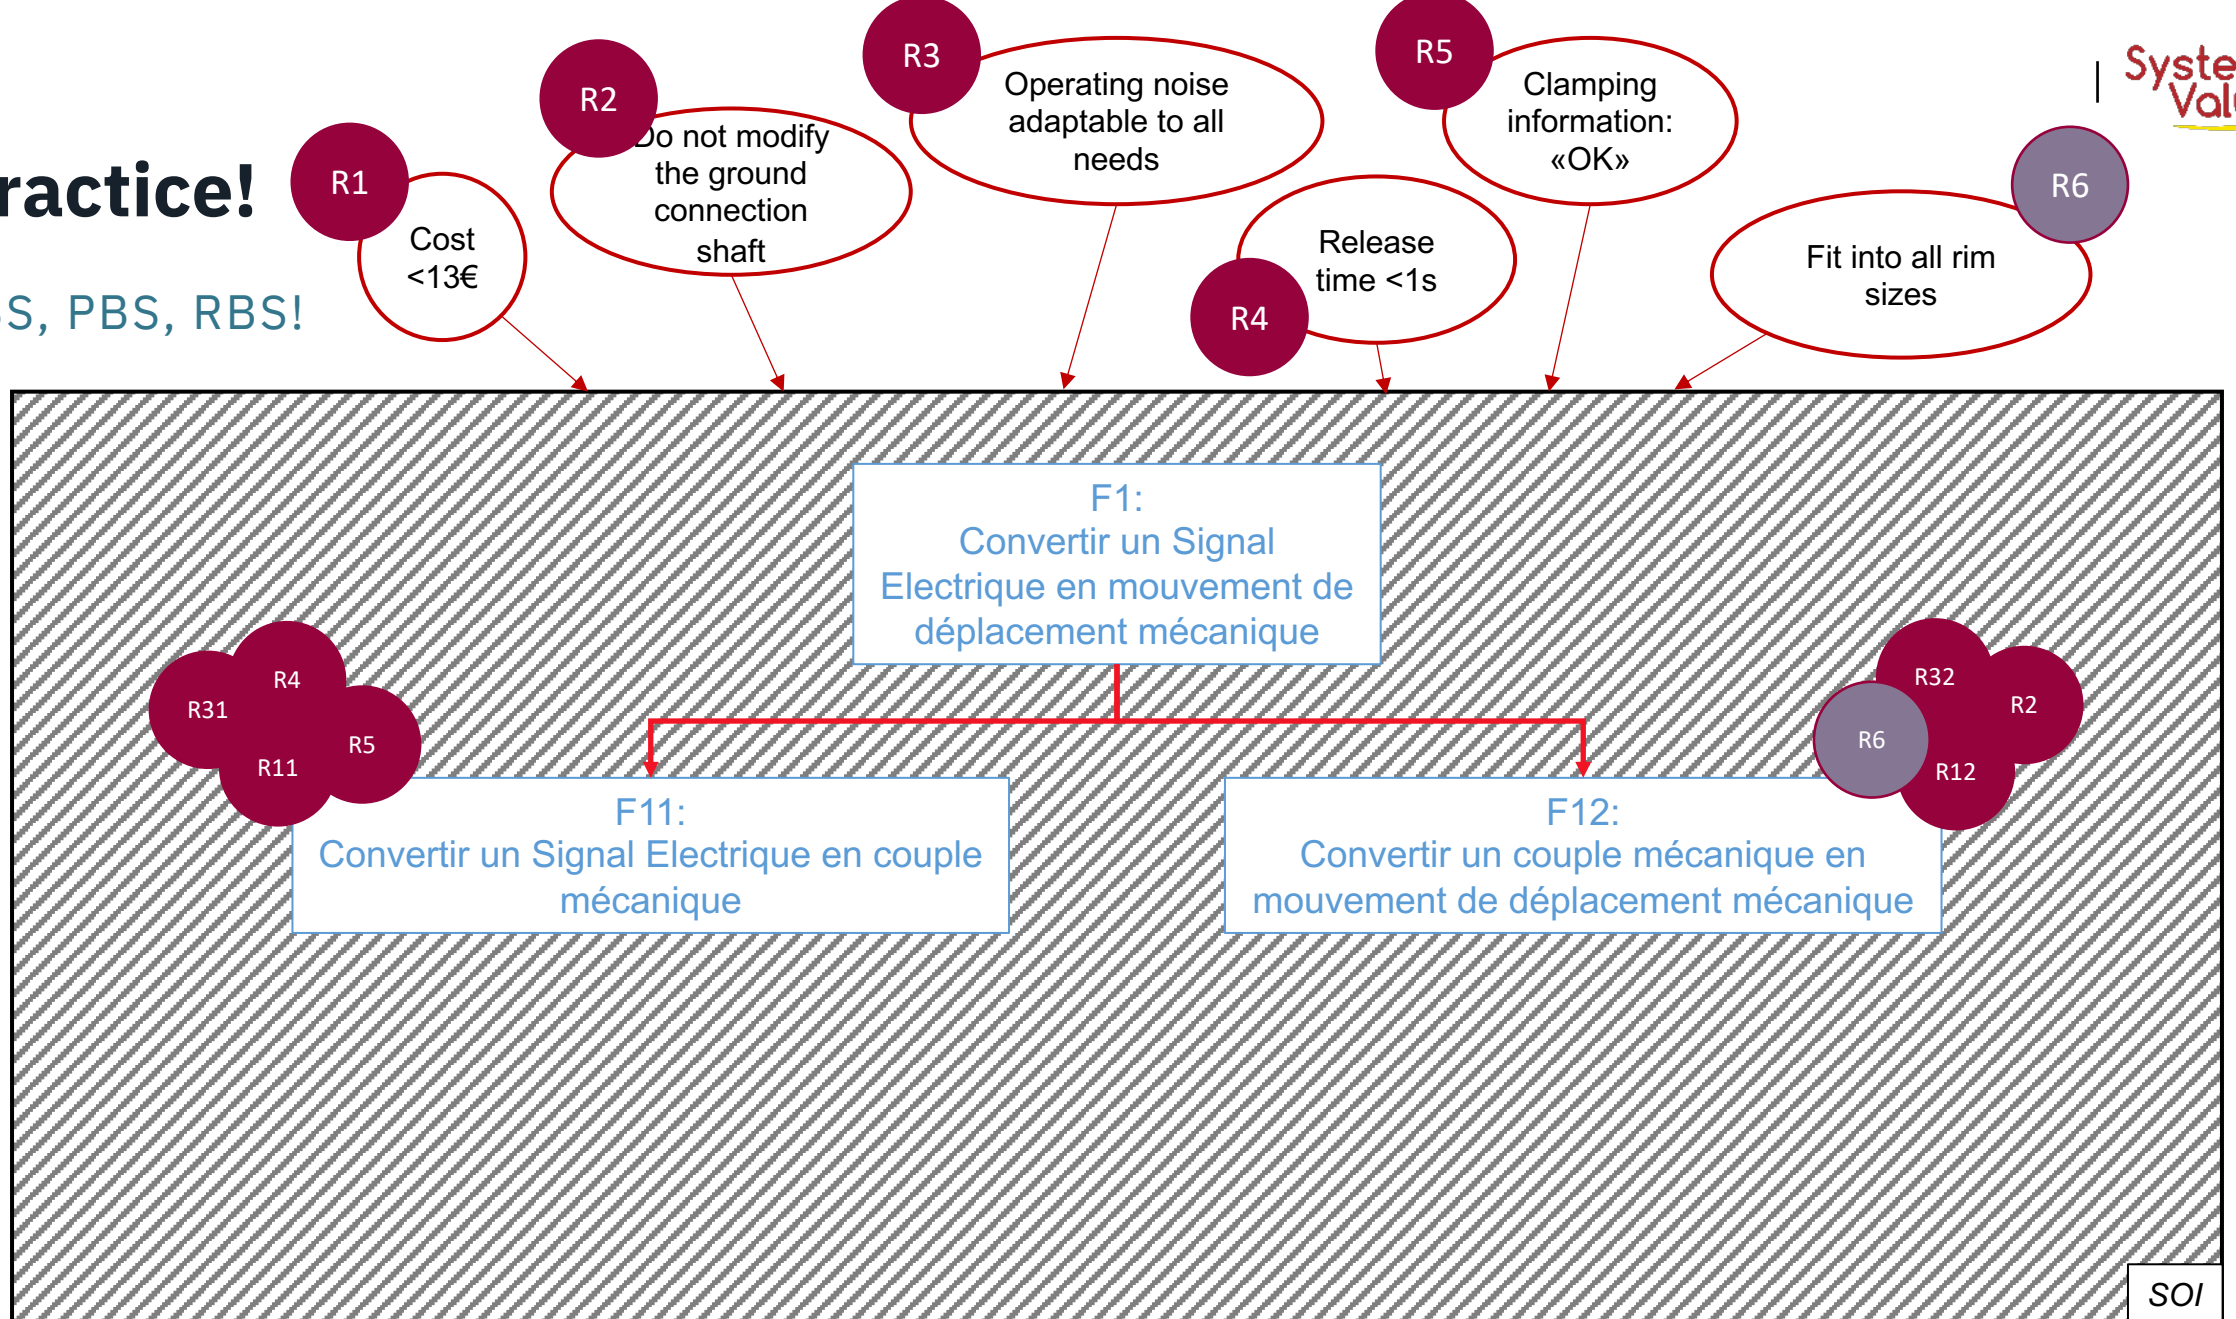 ractice!
S, PBS, RBS!
R1
Cost
<13€
R2
Do not modify
the ground
connection
shaft
R3
Operating noise
adaptable to all
needs
R4
Release
time <1s
R5
Clamping
information:
«OK»
R6
Fit into all rim
sizes
Syste
Valu
F1:
Convertir un Signal
Electrique en mouvement de
déplacement mécanique
R31
R4
R11
R5
F11:
Convertir un Signal Electrique en couple
mécanique
R32
R2
R6
R12
F12:
Convertir un couple mécanique en
mouvement de déplacement mécanique
SOI